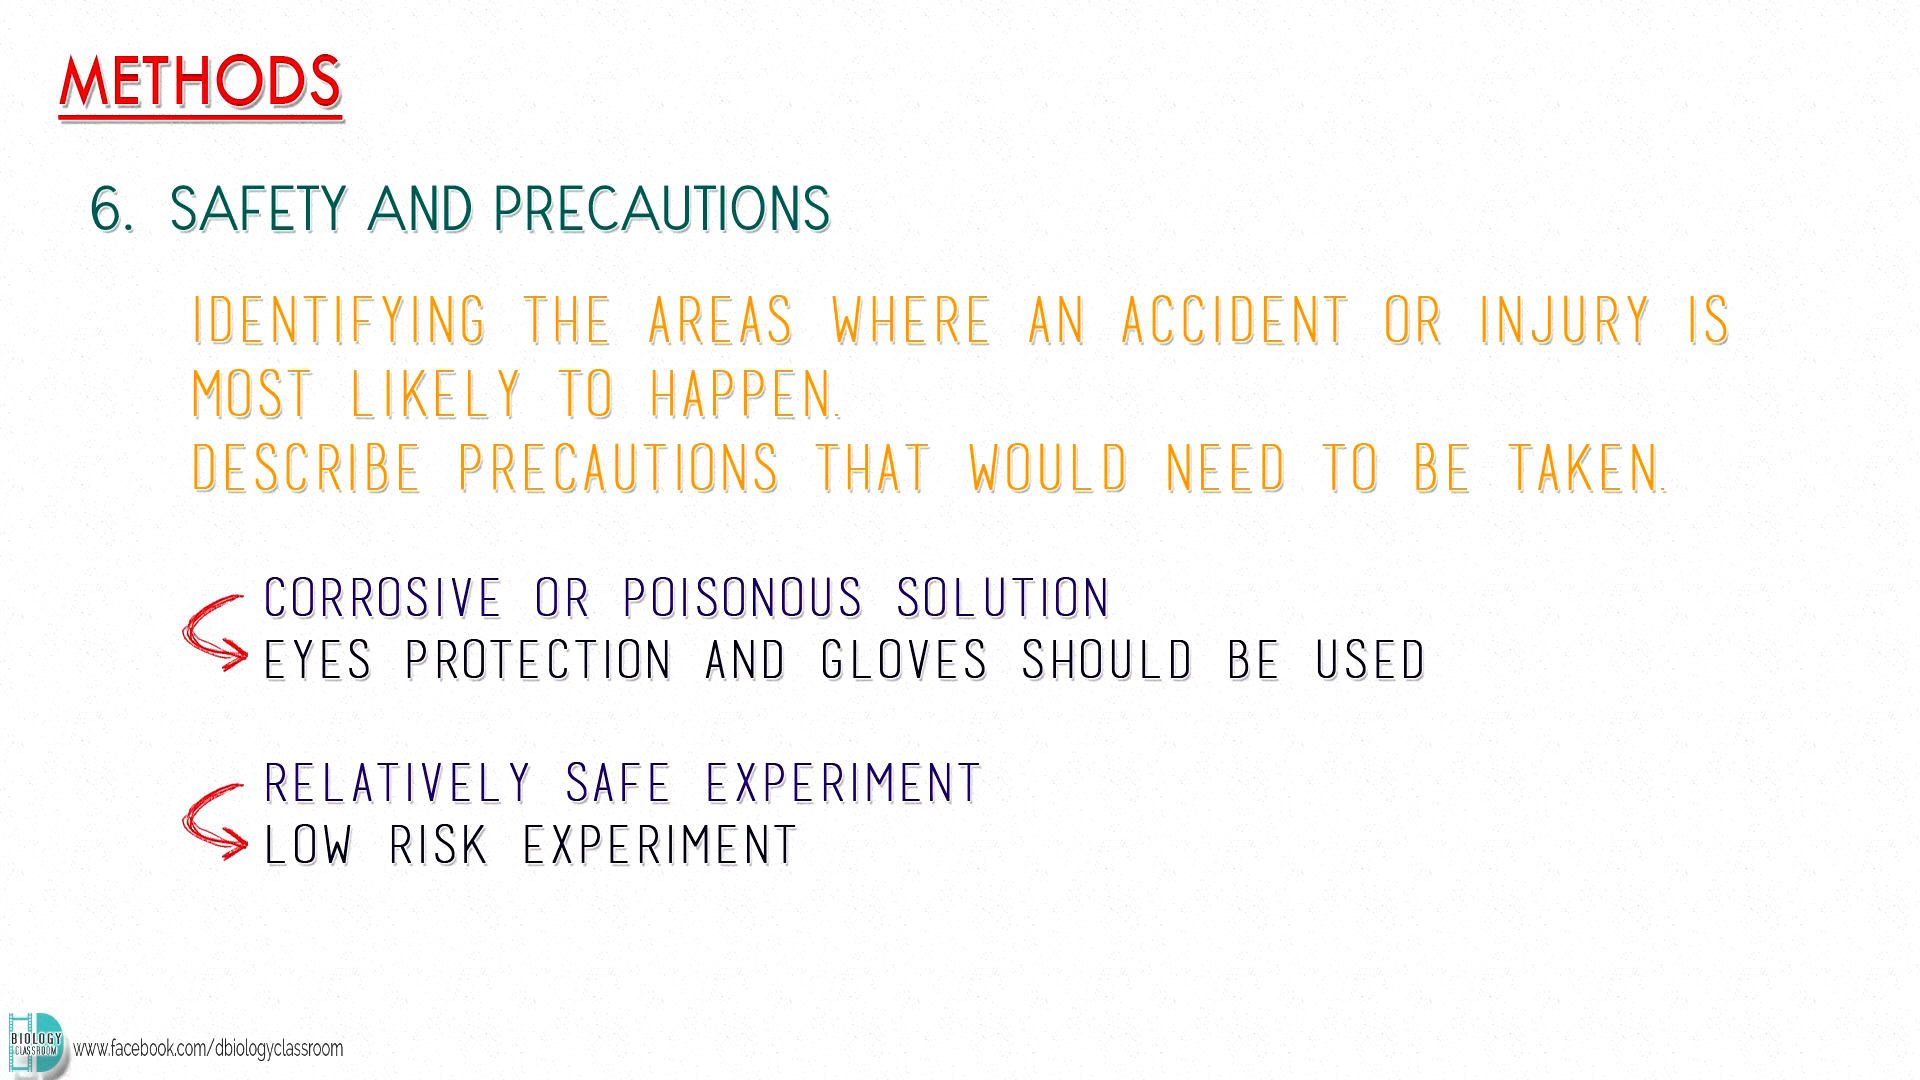 METHODS
6. SAFETY AND PRECAUTIONS
IDENTIFYING THE AREAS WHERE AN ACCIDENT OR INJURY IS
MOST LIKELY TO HAPPEN.
DESCRIBE PRECAUTIONS THAT WOULD NEED TO BE TAKEN.
CORROSIVE OR POISONOUS SOLUTION
EYES PROTECTION AND GLOVES SHOULD BE USED
RELATIVELY SAFE EXPERIMENT
LOW RISK EXPERIMENT
BIOLOGY
CLASSROOM
www.facebook.com/dbiologyclassroom